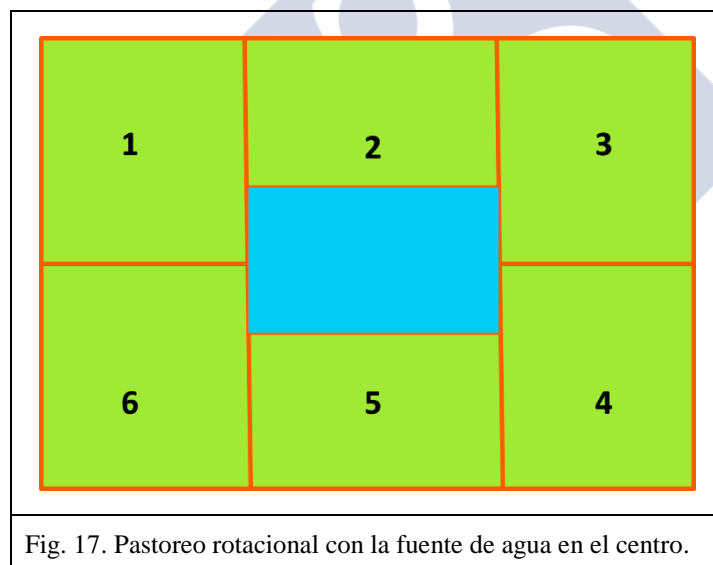 1 2 3
6 5 4
Fig. 17. Pastoreo rotacional con la fuente de agua en el centro.